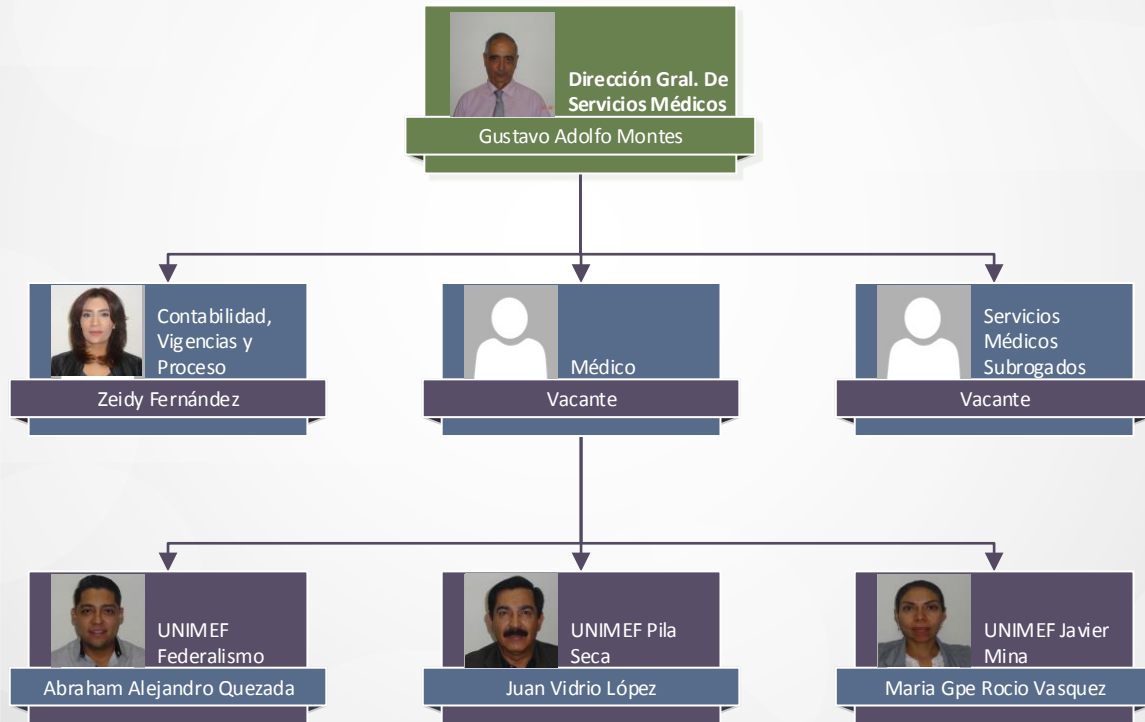 Dirección Gral. De
Servicios Médicos
Gustavo Adolfo Montes
Contabilidad,
Vigencias y
Proceso
Zeidy Fernández
Médico
Vacante
Servicios
Médicos
Subrogados
Vacante
UNIMEF
Federalismo
Abraham Alejandro Quezada
UNIMEF Pila
Seca
Juan Vidrio López
UNIMEF Javier
Mina
Maria Gpe Rocio Vasquez